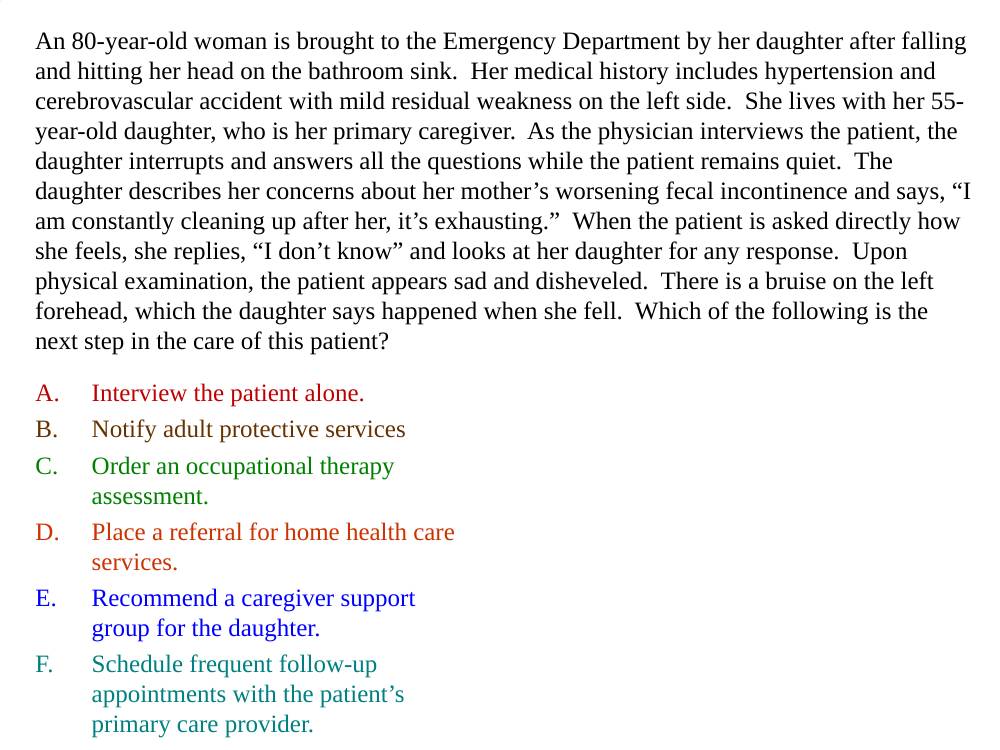 An 80-year-old woman is brought to the Emergency Department by her daughter after falling
and hitting her head on the bathroom sink.  Her medical history includes hypertension and
cerebrovascular accident with mild residual weakness on the left side.  She lives with her 55-
year-old daughter, who is her primary caregiver.  As the physician interviews the patient, the
daughter interrupts and answers all the questions while the patient remains quiet.  The
daughter describes her concerns about her mother’s worsening fecal incontinence and says, “I
am constantly cleaning up after her, it’s exhausting.”  When the patient is asked directly how
she feels, she replies, “I don’t know” and looks at her daughter for any response.  Upon
physical examination, the patient appears sad and disheveled.  There is a bruise on the left
forehead, which the daughter says happened when she fell.  Which of the following is the
next step in the care of this patient?
A. Interview the patient alone.
B. Notify adult protective services
C. Order an occupational therapy
assessment.
D. Place a referral for home health care
services.
E. Recommend a caregiver support
group for the daughter.
F. Schedule frequent follow-up
appointments with the patient’s
primary care provider.